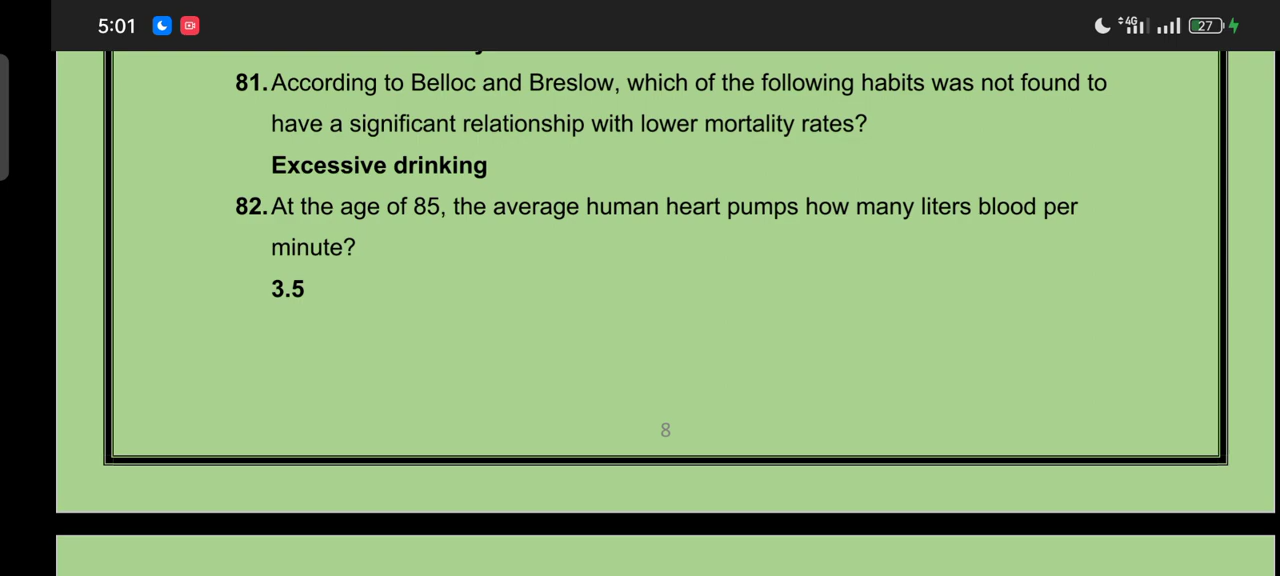 5:01
4G
27
81. According to Belloc and Breslow, which of the following habits was not found to
have a significant relationship with lower mortality rates?
Excessive drinking
82. At the age of 85, the average human heart pumps how many liters blood per
minute?
3.5
8